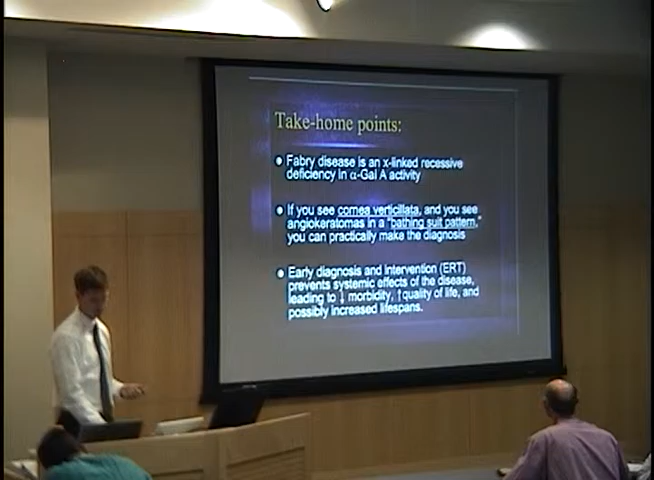 Take-home points:
Fabry disease is an x-linked recessive
deficiency in α-Gal A activity
If you see cornea verticillata, and you see
angiokeratomas in a "bathing suit pattern,"
you can practically make the diagnosis
Early diagnosis and intervention (ERT)
prevents systemic effects of the disease,
leading to ↓ morbidity, ↑quality of life, and
possibly increased lifespans.